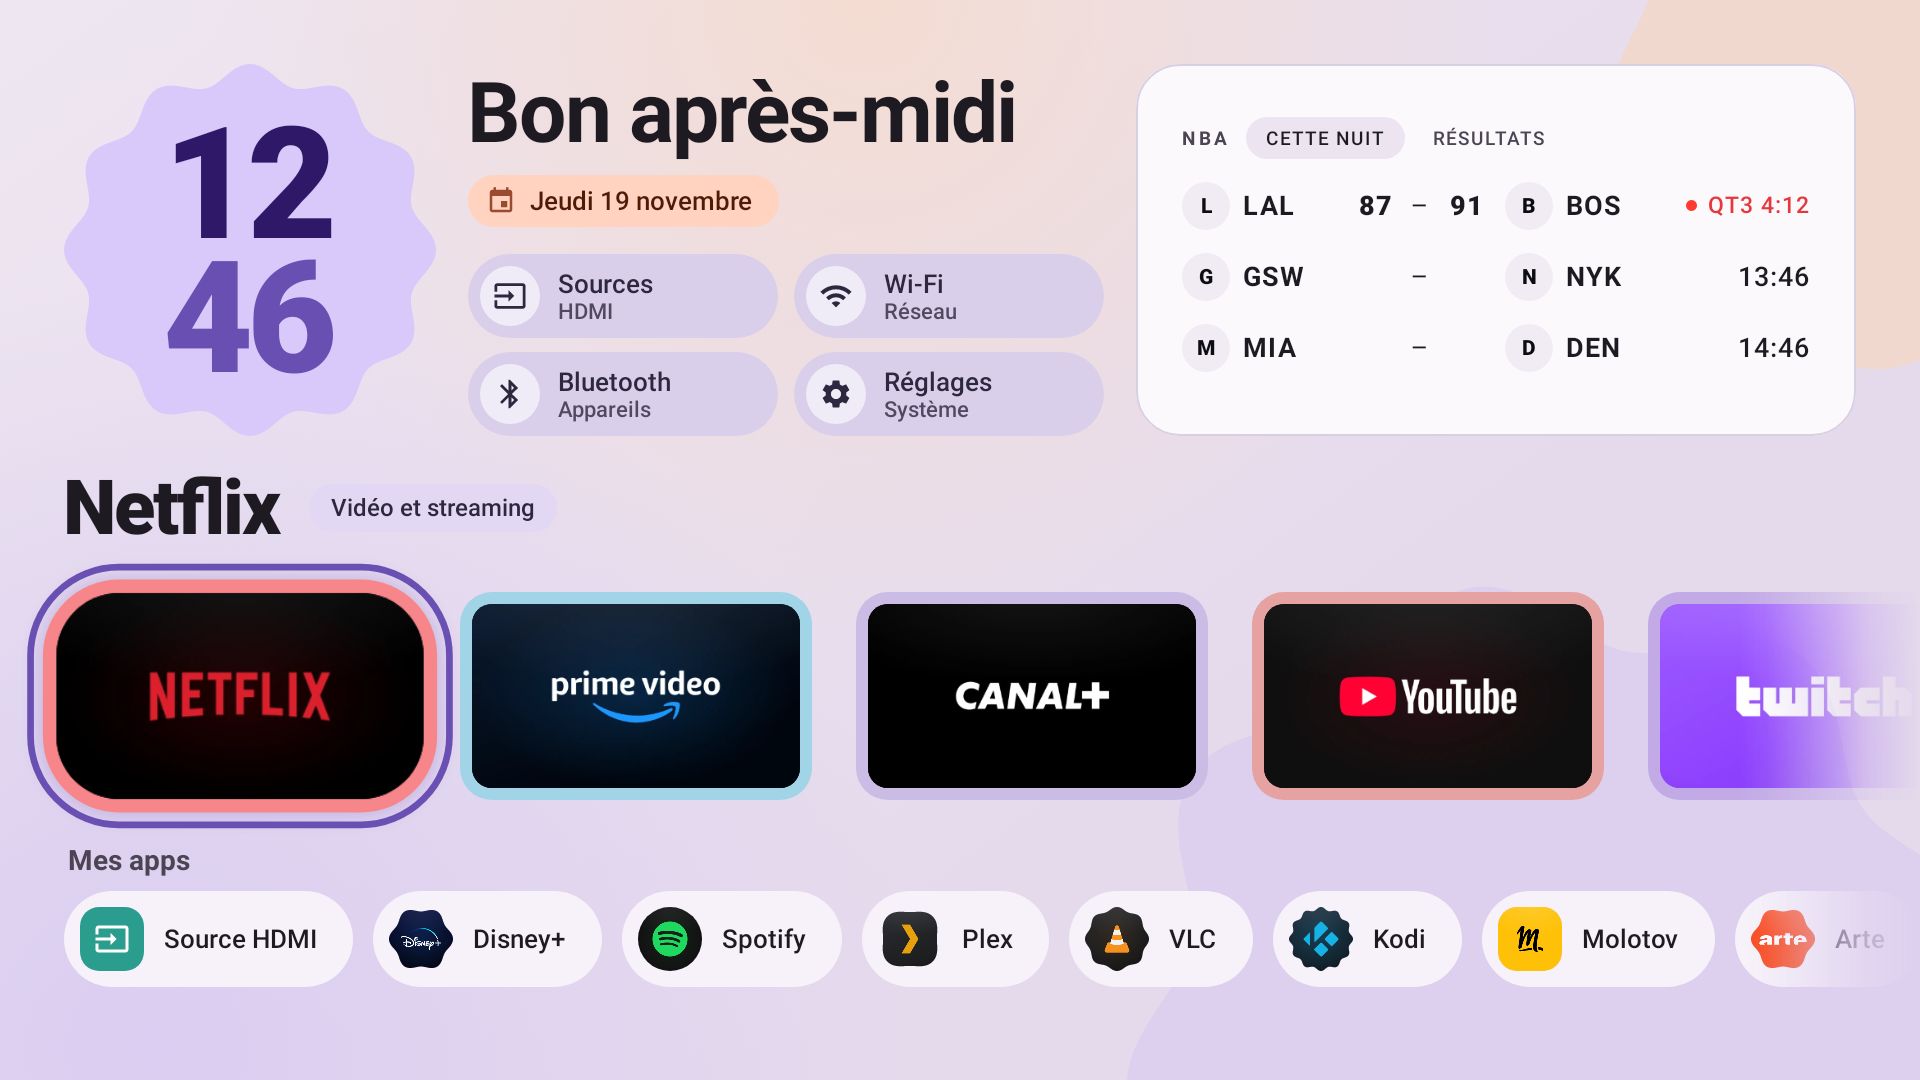 12
46
Bon après-midi
Jeudi 19 novembre
Sources
HDMI
Wi-Fi
Réseau
Bluetooth
Appareils
Réglages
Système
NBA CETTE NUIT RÉSULTATS
L LAL 87 – 91 B BOS QT3 4:12
G GSW – N NYK 13:46
M MIA – D DEN 14:46
Netflix
Vidéo et streaming
NETFLIX
prime video
CANAL+
YouTube
twitch
Mes apps
Source HDMI
Disney+
Disney+
Spotify
Plex
VLC
Kodi
M.
Molotov
arte
Arte